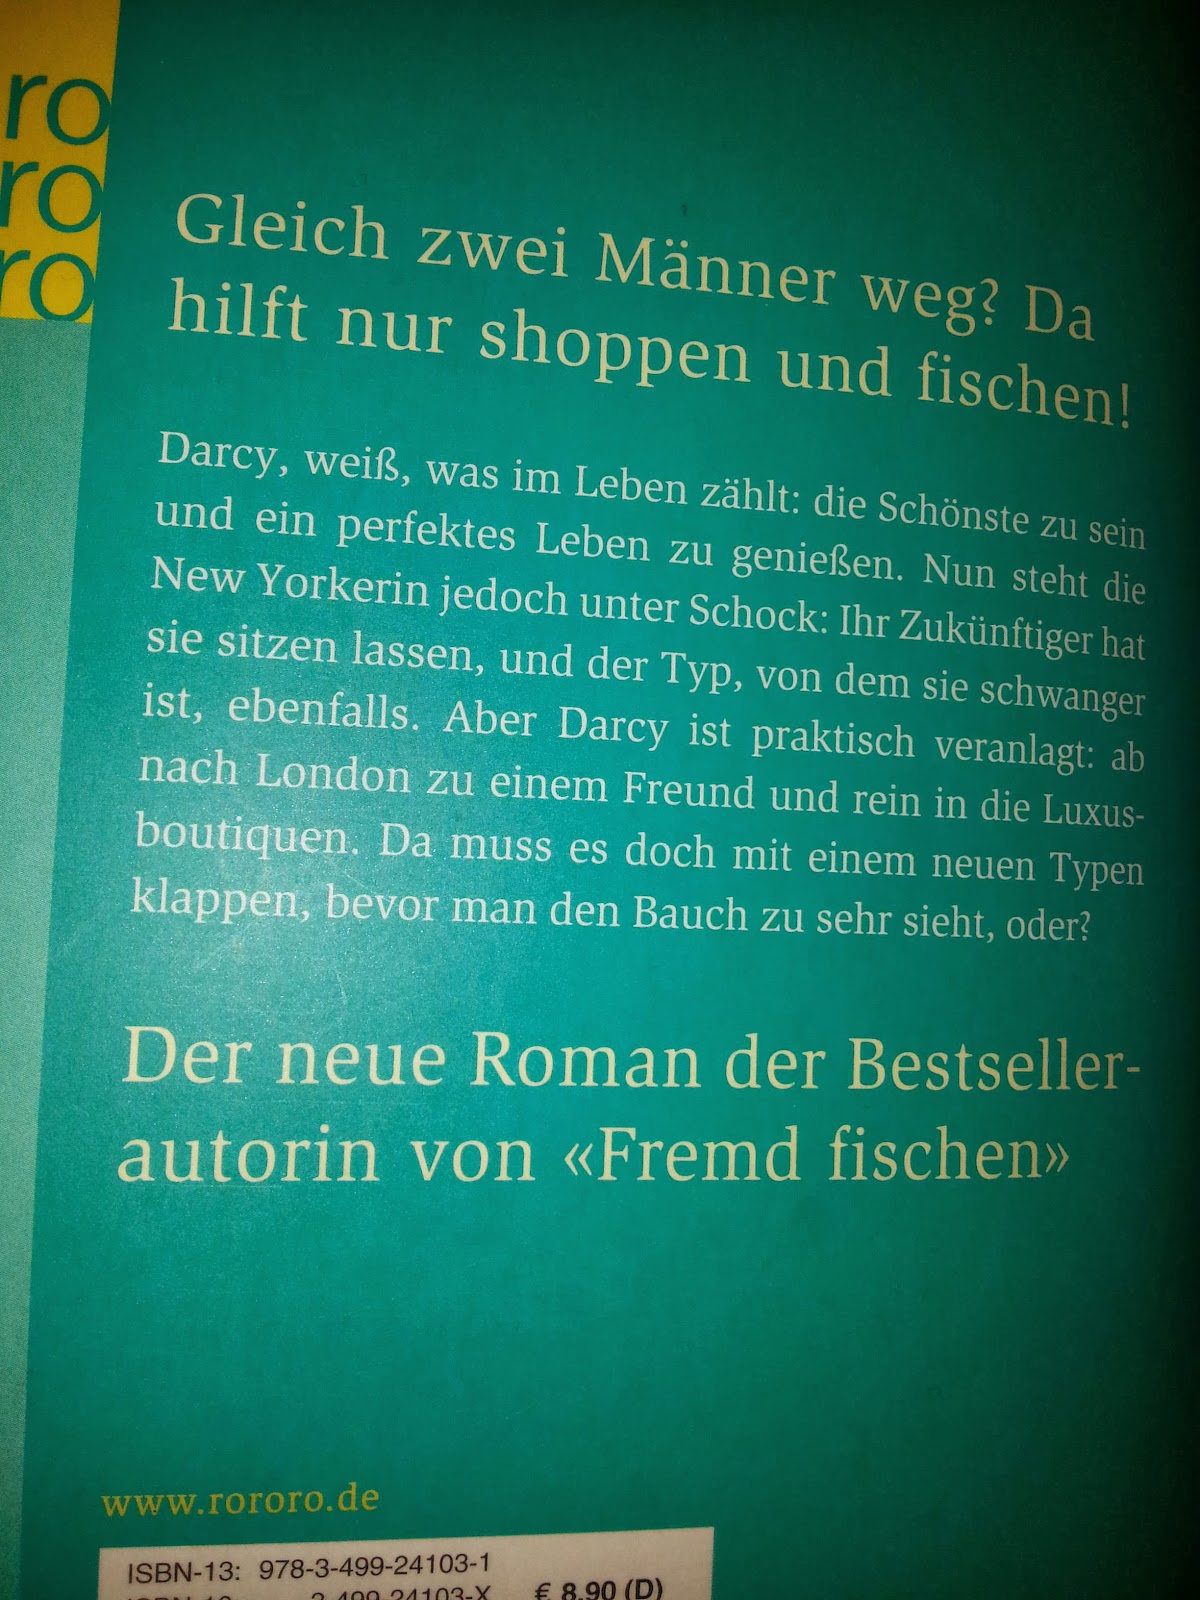 ro
ro
ro
Gleich zwei Männer weg? Da
hilft nur shoppen und fischen!
Darcy, weiß, was im Leben zählt: die Schönste zu sein
und ein perfektes Leben zu genießen. Nun steht die
New Yorkerin jedoch unter Schock: Ihr Zukünftiger hat
sie sitzen lassen, und der Typ, von dem sie schwanger
ist, ebenfalls. Aber Darcy ist praktisch veranlagt: ab
nach London zu einem Freund und rein in die Luxus-
boutiquen. Da muss es doch mit einem neuen Typen
klappen, bevor man den Bauch zu sehr sieht, oder?
Der neue Roman der Bestseller-
autorin von «Fremd fischen»
www.rororo.de
ISBN-13: 978-3-499-24103-1
3-499-24103-X € 8.90 (D)